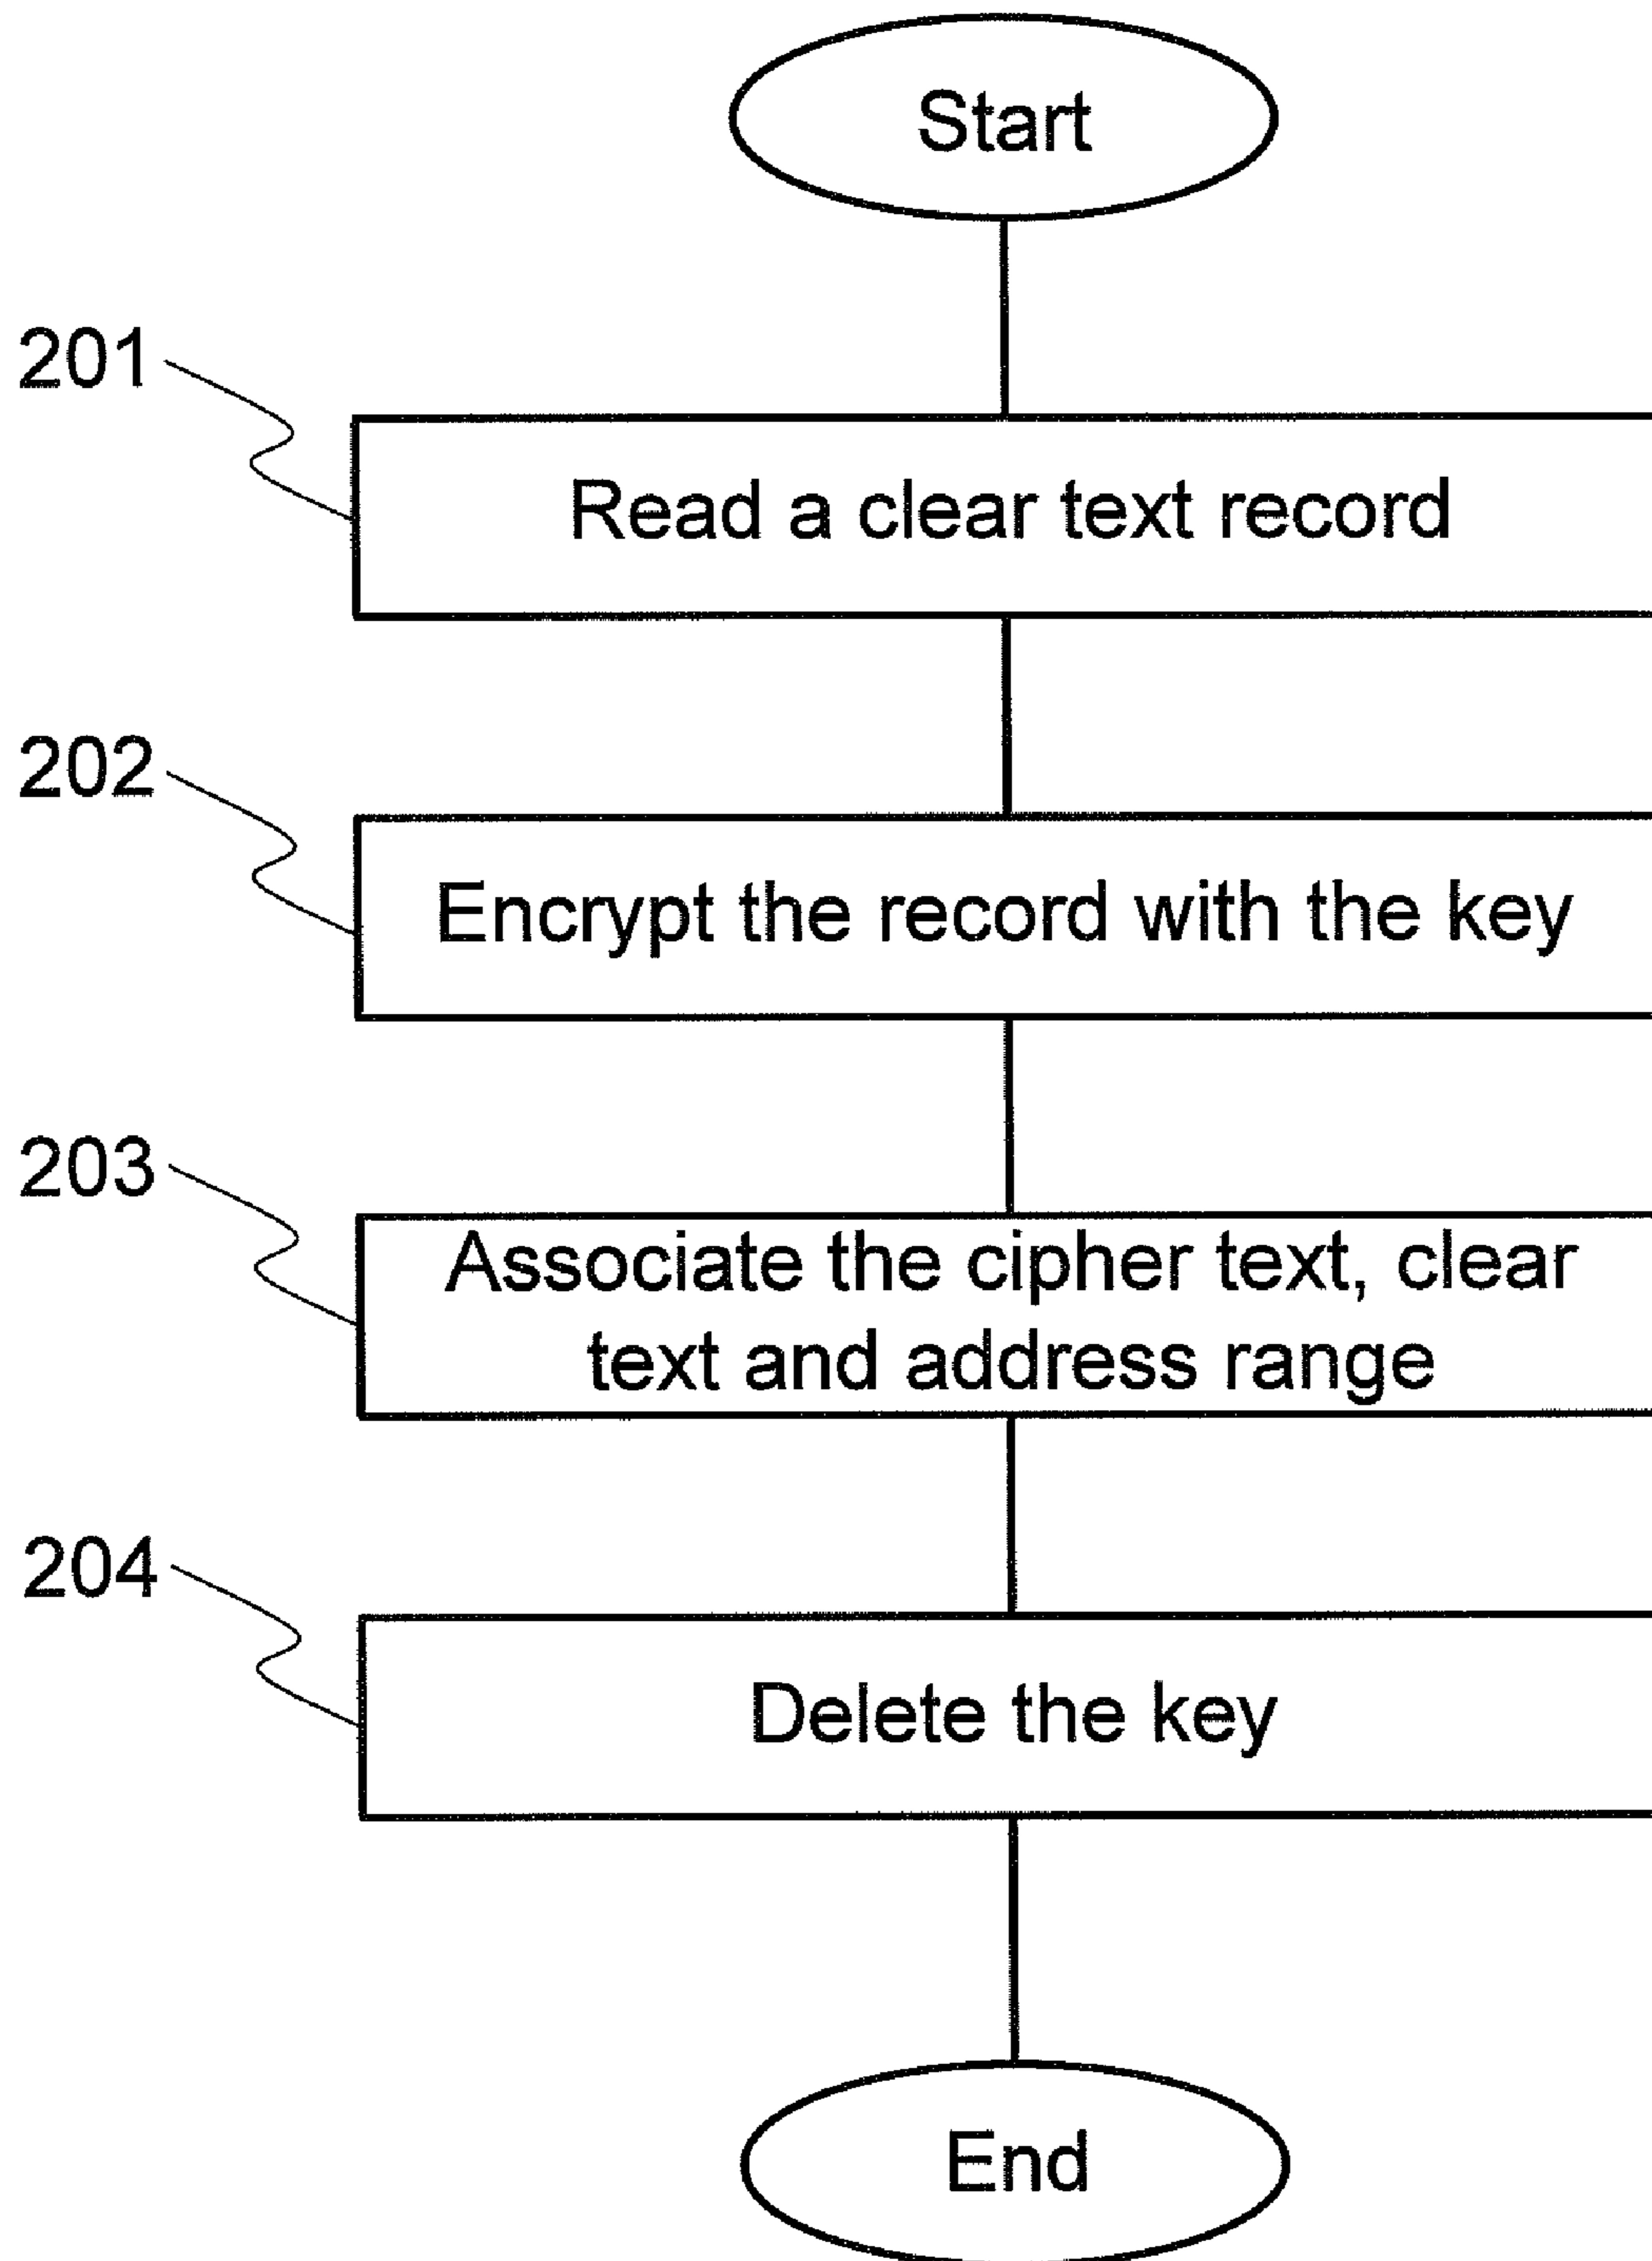 Start
201
Read a clear text record
202
Encrypt the record with the key
203
Associate the cipher text, clear
text and address range
204
Delete the key
End